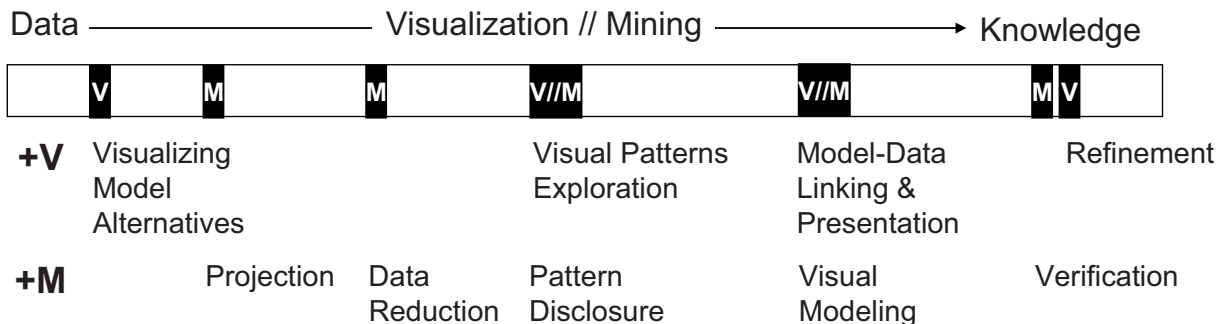 Data Visualization // Mining Knowledge
V M M V//M V//M M V
+V Visualizing Visual Patterns Model-Data Refinement
Model Exploration Linking &
Alternatives Presentation
+M Projection Data Pattern Visual Verification
Reduction Disclosure Modeling